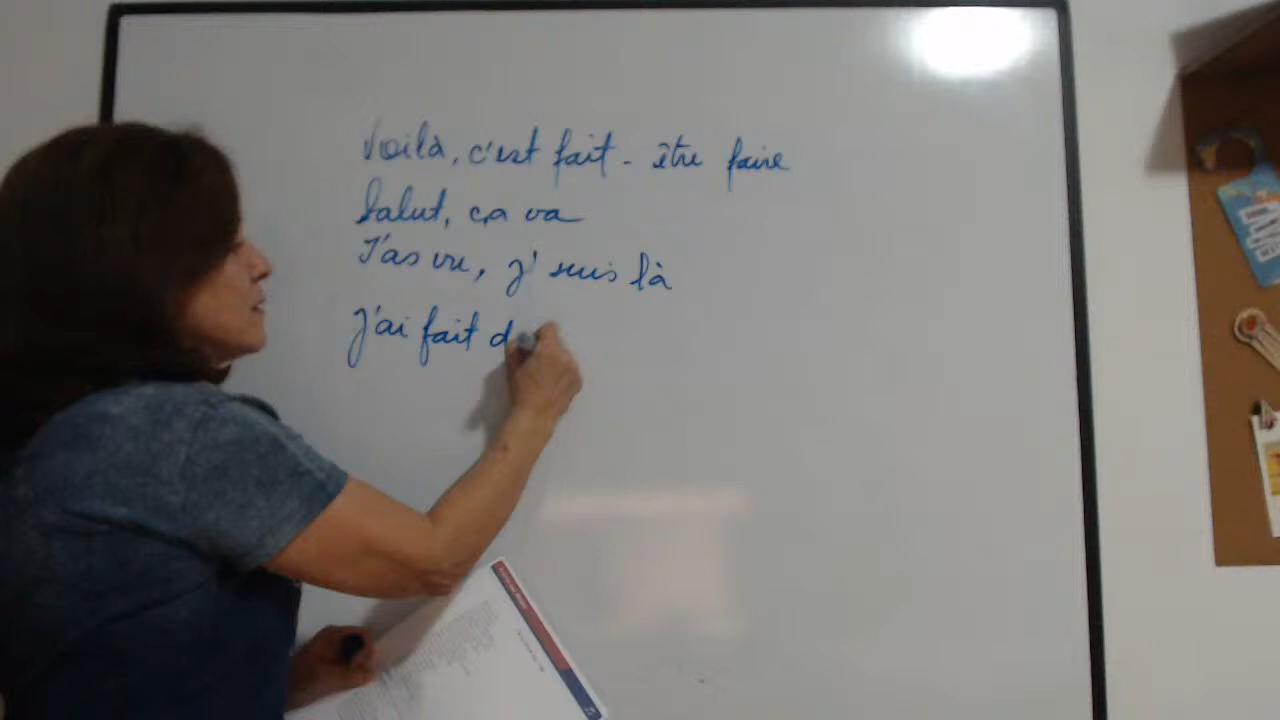 Voilà, c'est fait - être faire
Salut, ça va
T'as vu, j' suis là
J'ai fait d